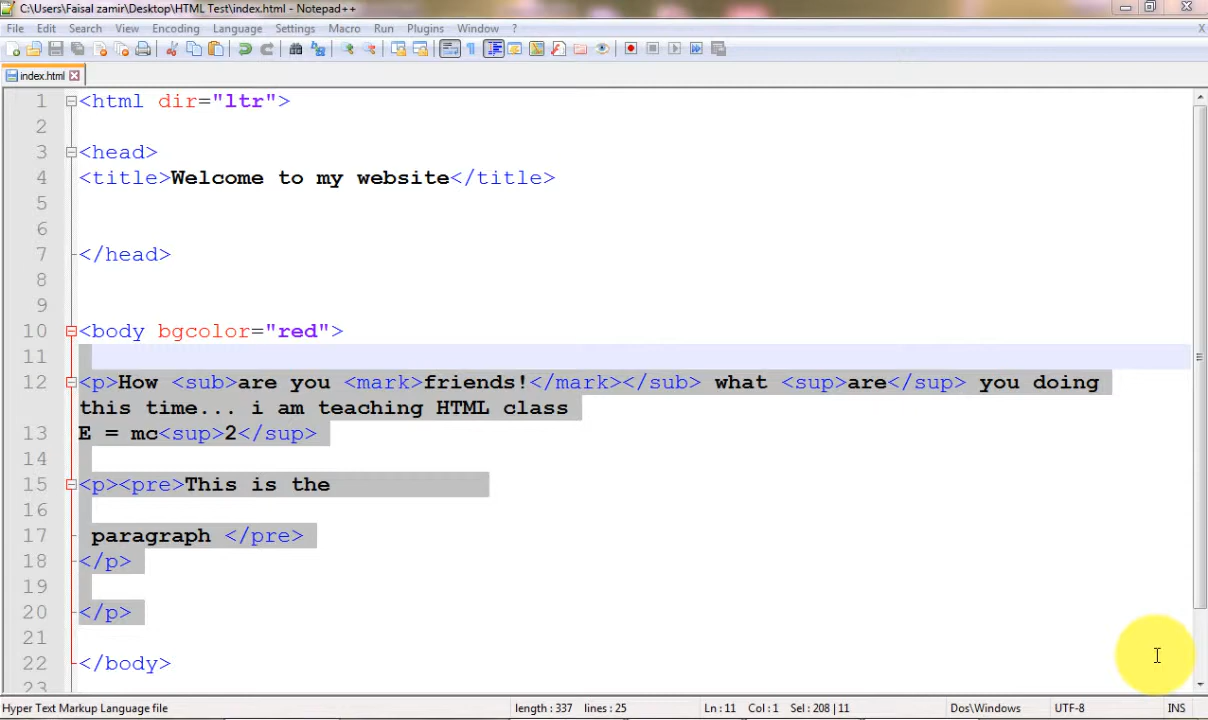 C:\Users\Faisal zamir\Desktop\HTML Test\index.html - Notepad++
File Edit Search View Encoding Language Settings Macro Run Plugins Window ? X
index.html
1 <html dir="ltr">
2
3 <head>
4 <title>Welcome to my website</title>
5
6
7 </head>
8
9
10 <body bgcolor="red">
11
12 <p>How <sub>are you <mark>friends!</mark></sub> what <sup>are</sup> you doing
this time... i am teaching HTML class
13 E = mc<sup>2</sup>
14
15 <p><pre>This is the
16
17 paragraph </pre>
18 </p>
19
20 </p>
21
22 </body>
23
Hyper Text Markup Language file length : 337 lines : 25 Ln : 11 Col : 1 Sel : 208 | 11 Dos\Windows UTF-8 INS